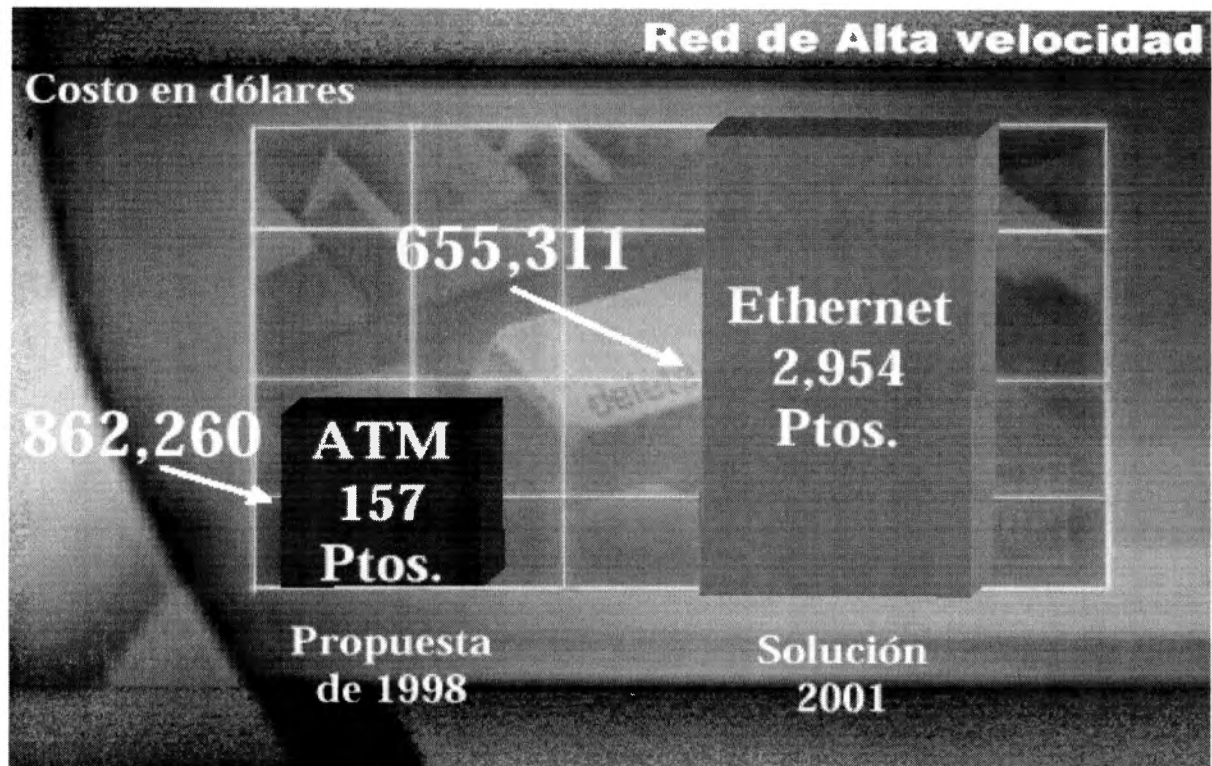 Red de Alta velocidad
Costo en dólares
655,311
Ethernet
2,954
Ptos.
862,260
ATM
157
Ptos.
Propuesta
de 1998
Solución
2001
delete